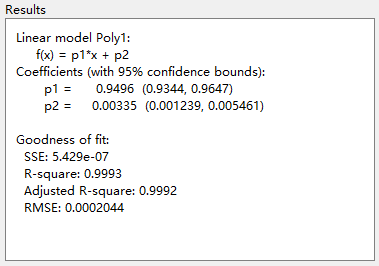 Results
Linear model Poly1:
f(x) = p1*x + p2
Coefficients (with 95% confidence bounds):
p1 = 0.9496 (0.9344, 0.9647)
p2 = 0.00335 (0.001239, 0.005461)
Goodness of fit:
SSE: 5.429e-07
R-square: 0.9993
Adjusted R-square: 0.9992
RMSE: 0.0002044